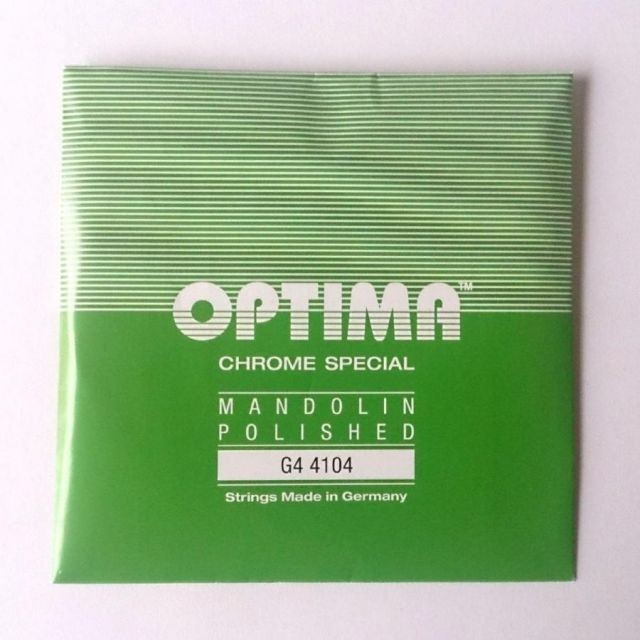 OPTIMA™
CHROME SPECIAL
MANDOLIN
POLISHED
G4 4104
Strings Made in Germany